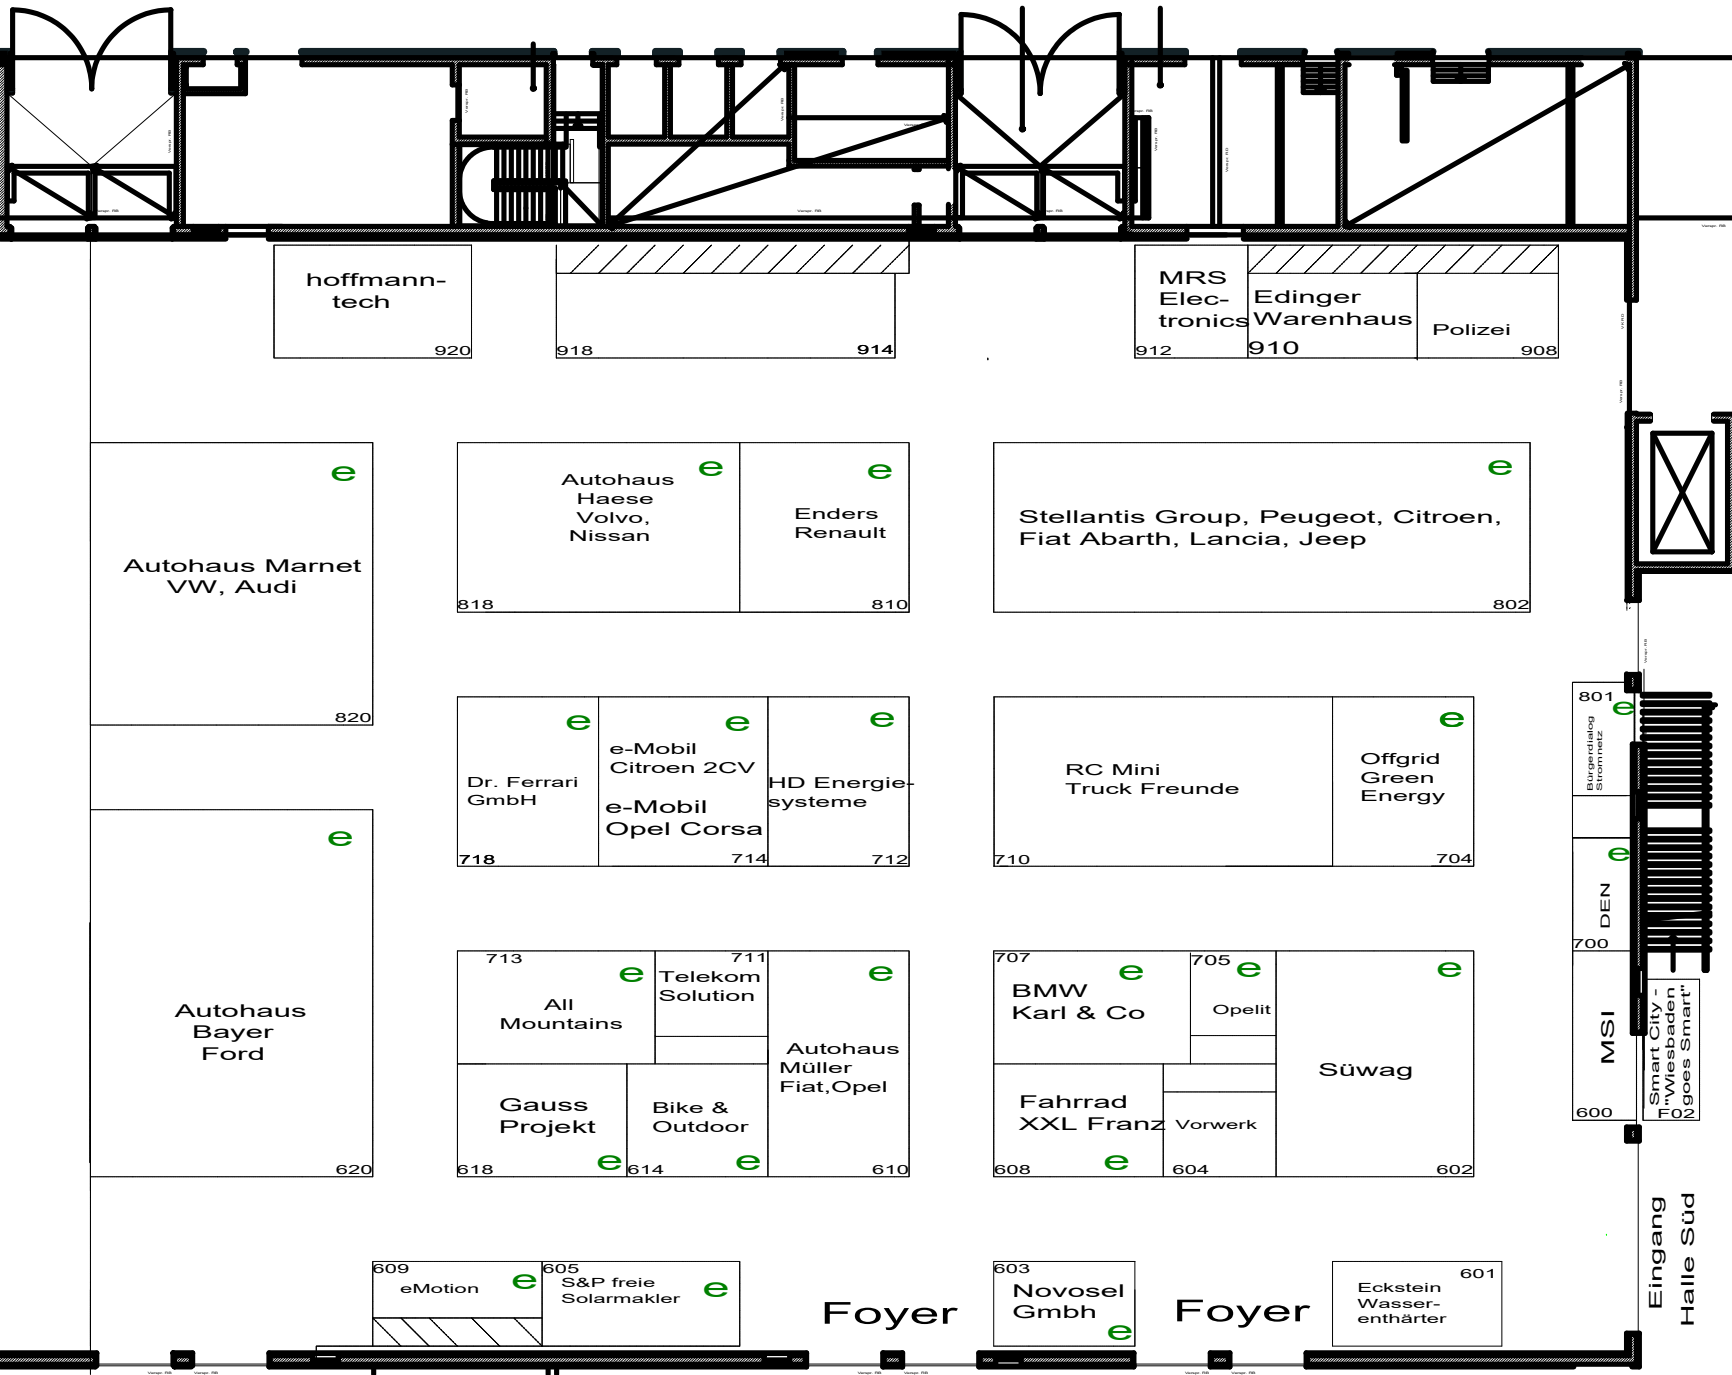 hoffmann-
tech
920
918
914
MRS
Elec-
tronics
912
Edinger
Warenhaus
910
Polizei
908
e
Autohaus Marnet
VW, Audi
820
e
Autohaus
Haese
Volvo,
Nissan
818
e
Enders
Renault
810
e
Stellantis Group, Peugeot, Citroen,
Fiat Abarth, Lancia, Jeep
802
e
Dr. Ferrari
GmbH
718
e
e-Mobil
Citroen 2CV
e-Mobil
Opel Corsa
714
e
HD Energie-
systeme
712
RC Mini
Truck Freunde
710
e
Offgrid
Green
Energy
704
801
e
Bürgerdialog
Stromnetz
e
DEN
700
MSI
600
Smart City -
"Wiesbaden
goes Smart"
F02
e
Autohaus
Bayer
Ford
620
713
e
All
Mountains
711
Telekom
Solution
e
Autohaus
Müller
Fiat,Opel
610
Gauss
Projekt
e
618
Bike &
Outdoor
e
614
707
e
BMW
Karl & Co
705
e
Opelit
e
Süwag
602
Fahrrad
XXL Franz
e
608
Vorwerk
604
609
e
eMotion
605
S&P freie
Solarmakler
e
Foyer
603
Novosel
Gmbh
e
Foyer
601
Eckstein
Wasser-
enthärter
Eingang
Halle Süd